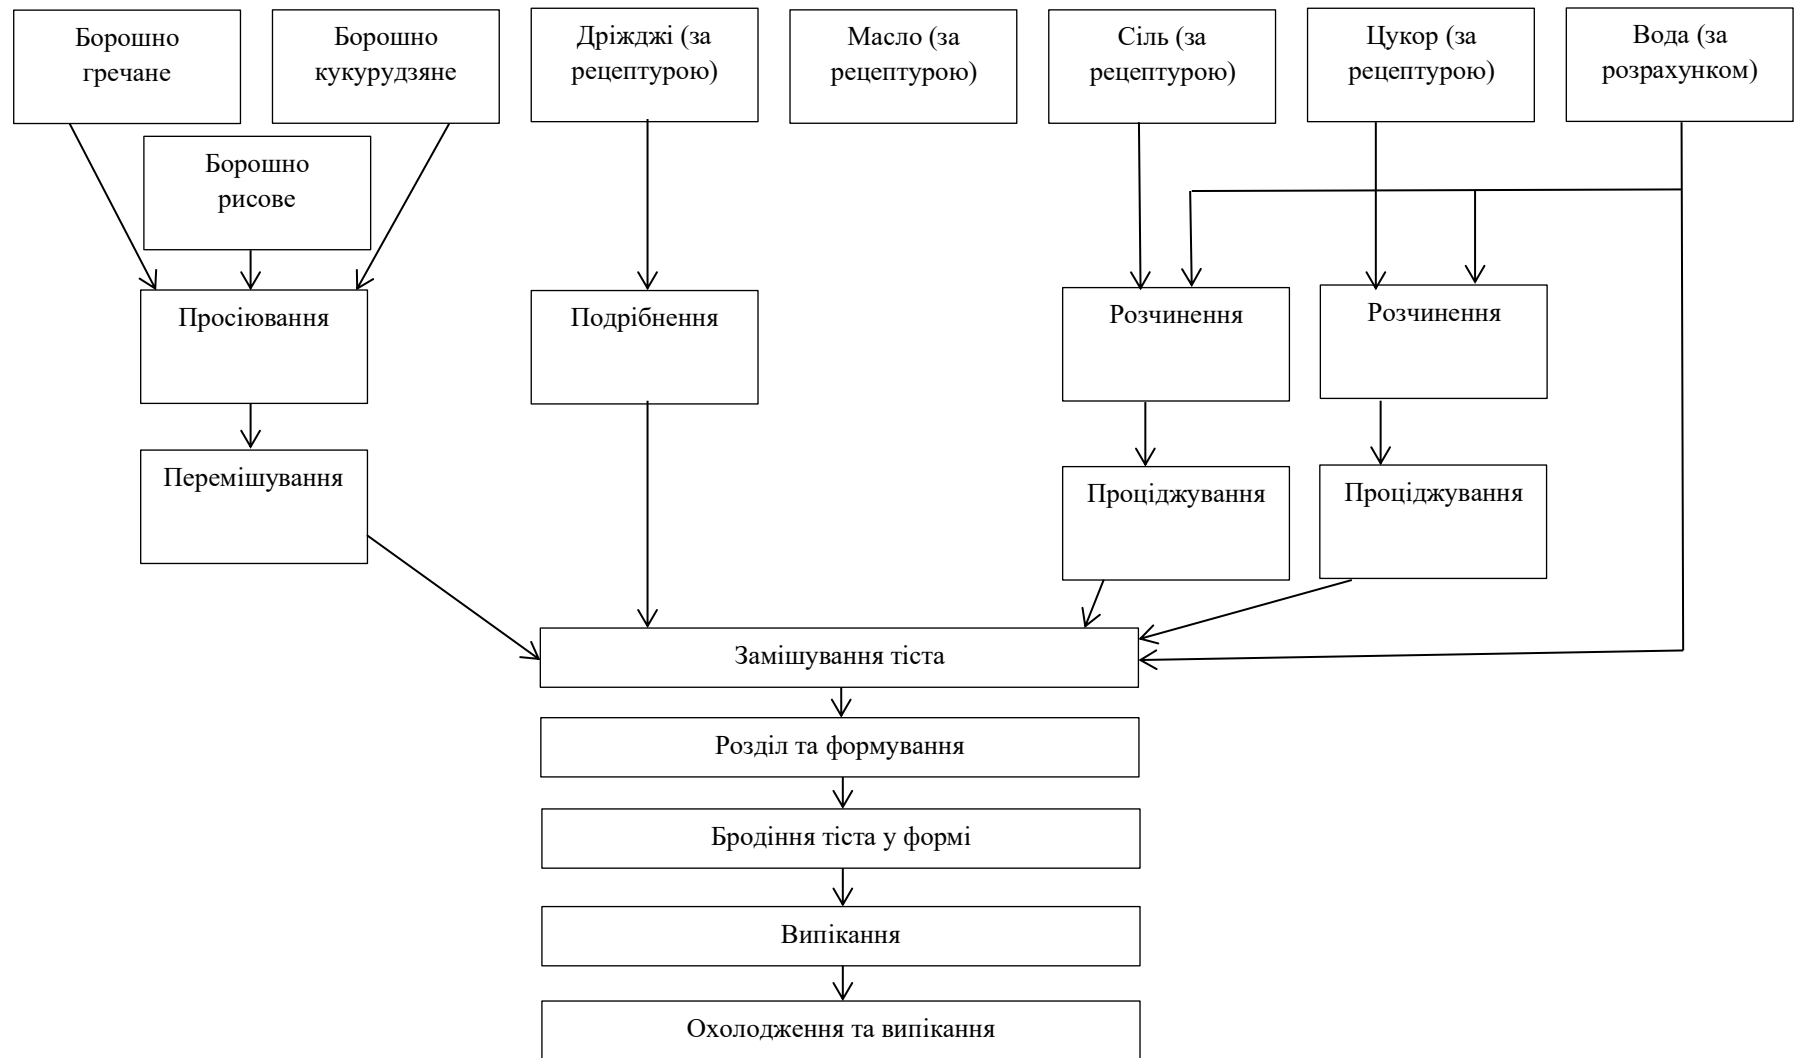 Борошно
гречане
Борошно
кукурудзяне
Дріжджі (за
рецептурою)
Масло (за
рецептурою)
Сіль (за
рецептурою)
Цукор (за
рецептурою)
Вода (за
розрахунком)
Борошно
рисове
Просіювання
Подрібнення
Розчинення
Розчинення
Перемішування
Проціджування
Проціджування
Замішування тіста
Розділ та формування
Бродіння тіста у формі
Випікання
Охолодження та випікання